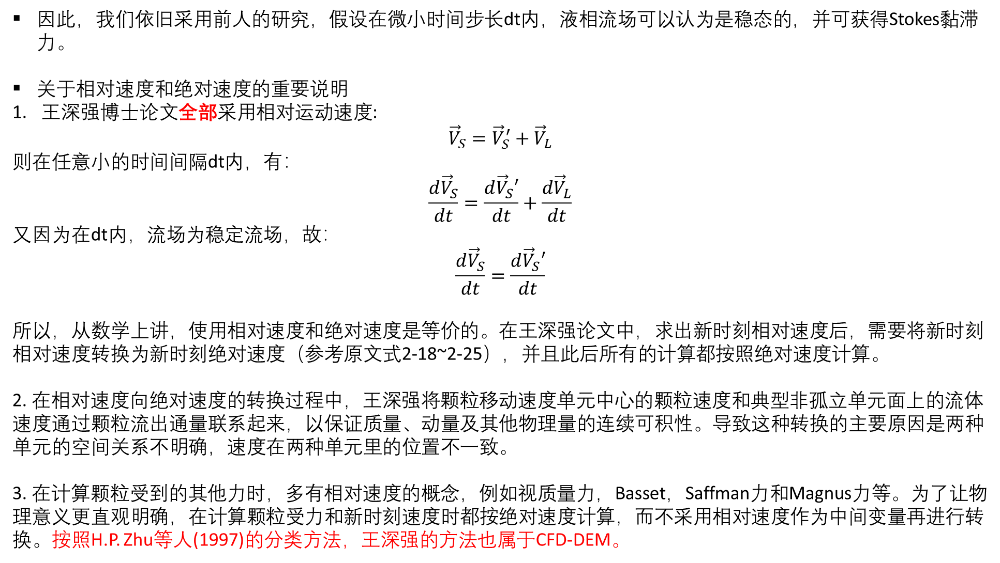 ▪ 因此，我们依旧采用前人的研究，假设在微小时间步长dt内，液相流场可以认为是稳态的，并可获得Stokes黏滞
力。
▪ 关于相对速度和绝对速度的重要说明
1. 王深强博士论文全部采用相对运动速度:
$\vec{V}_S = \vec{V}_S' + \vec{V}_L$
则在任意小的时间间隔dt内，有：
$\frac{d\vec{V}_S}{dt} = \frac{d\vec{V}_S'}{dt} + \frac{d\vec{V}_L}{dt}$
又因为在dt内，流场为稳定流场，故：
$\frac{d\vec{V}_S}{dt} = \frac{d\vec{V}_S'}{dt}$
所以，从数学上讲，使用相对速度和绝对速度是等价的。在王深强论文中，求出新时刻相对速度后，需要将新时刻
相对速度转换为新时刻绝对速度（参考原文式2-18~2-25），并且此后所有的计算都按照绝对速度计算。
2. 在相对速度向绝对速度的转换过程中，王深强将颗粒移动速度单元中心的颗粒速度和典型非孤立单元面上的流体
速度通过颗粒流出通量联系起来，以保证质量、动量及其他物理量的连续可积性。导致这种转换的主要原因是两种
单元的空间关系不明确，速度在两种单元里的位置不一致。
3. 在计算颗粒受到的其他力时，多有相对速度的概念，例如视质量力，Basset，Saffman力和Magnus力等。为了让物
理意义更直观明确，在计算颗粒受力和新时刻速度时都按绝对速度计算，而不采用相对速度作为中间变量再进行转
换。按照H.P. Zhu等人(1997)的分类方法，王深强的方法也属于CFD-DEM。